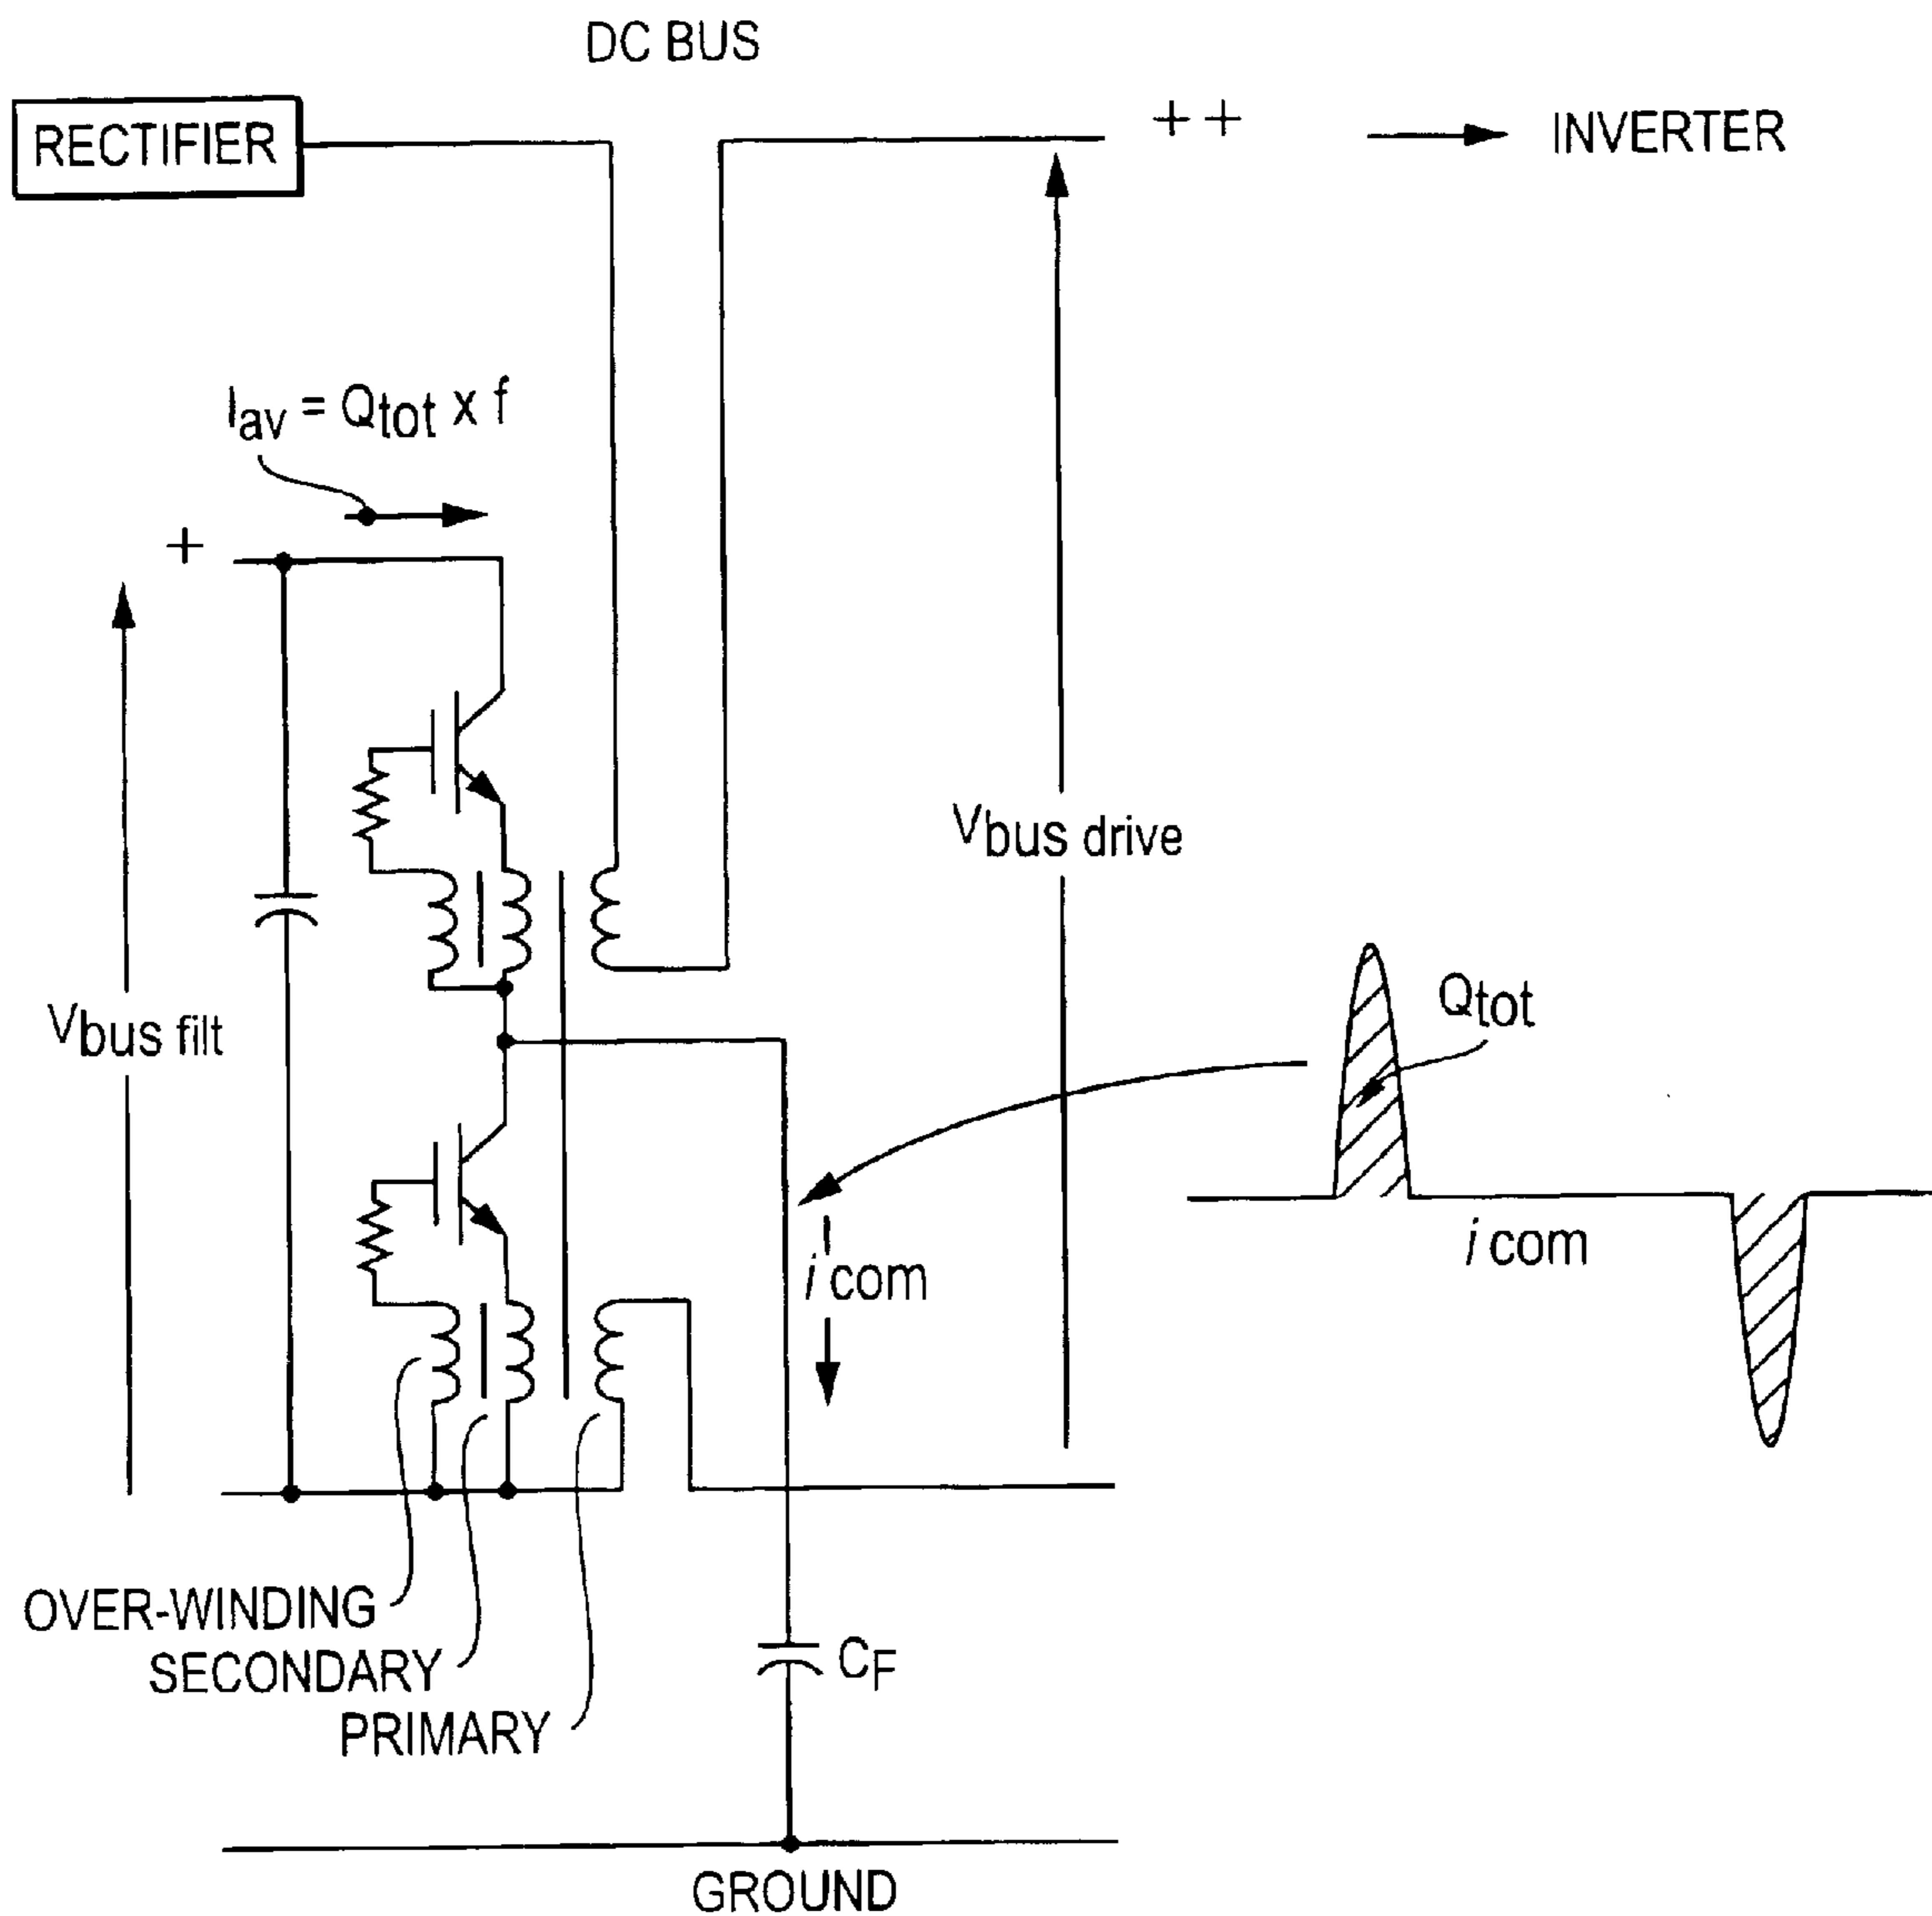 DC BUS
RECTIFIER
+ +
INVERTER
Iav = Qtot x f
+
Vbus drive
Vbus filt
Qtot
i com
i com
OVER-WINDING
SECONDARY
PRIMARY
CF
GROUND